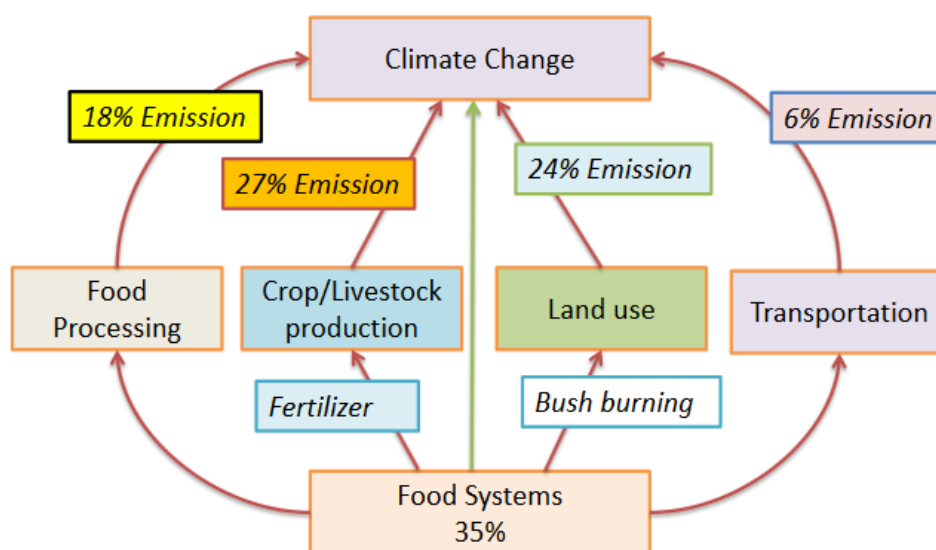 Climate Change
18% Emission
6% Emission
27% Emission
24% Emission
Food
Processing
Crop/Livestock
production
Land use
Transportation
Fertilizer
Bush burning
Food Systems
35%